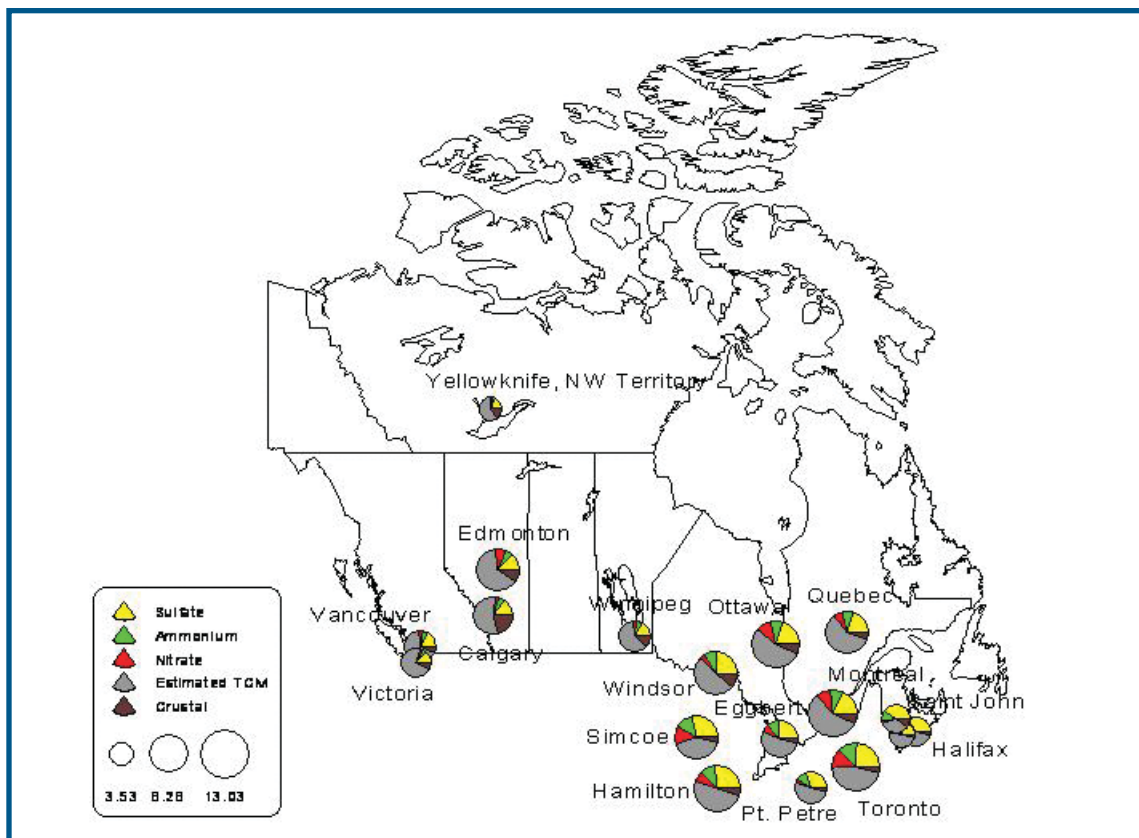 Yellowknife, NW Territory
Edmonton
Vancouver
Calgary
Victoria
Winnipeg
Ottawa
Quebec
Windsor
Montreal
Eggbert
Saint John
Simcoe
Halifax
Hamilton
Pt. Petre
Toronto
Sulfate
Ammonium
Nitrate
Estimated TCM
Crustal
3.53 8.28 13.03